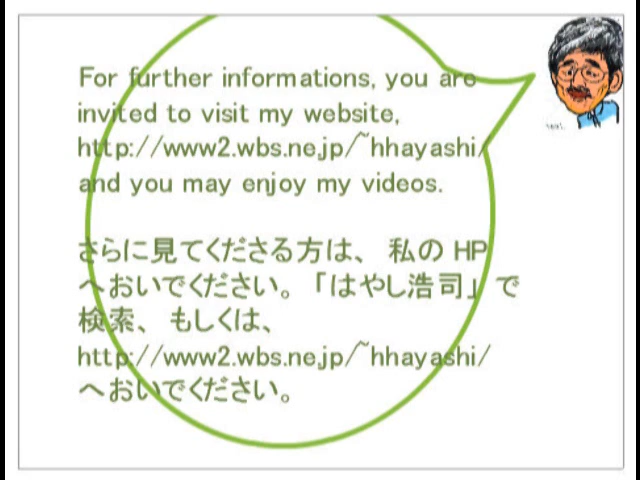 For further informations, you are
invited to visit my website,
http://www2.wbs.ne.jp/~hhayashi/
and you may enjoy my videos.
さらに見てくださる方は、 私の HP
へおいでください。「はやし浩司」で
検索、 もしくは、
http://www2.wbs.ne.jp/~hhayashi/
へおいでください。